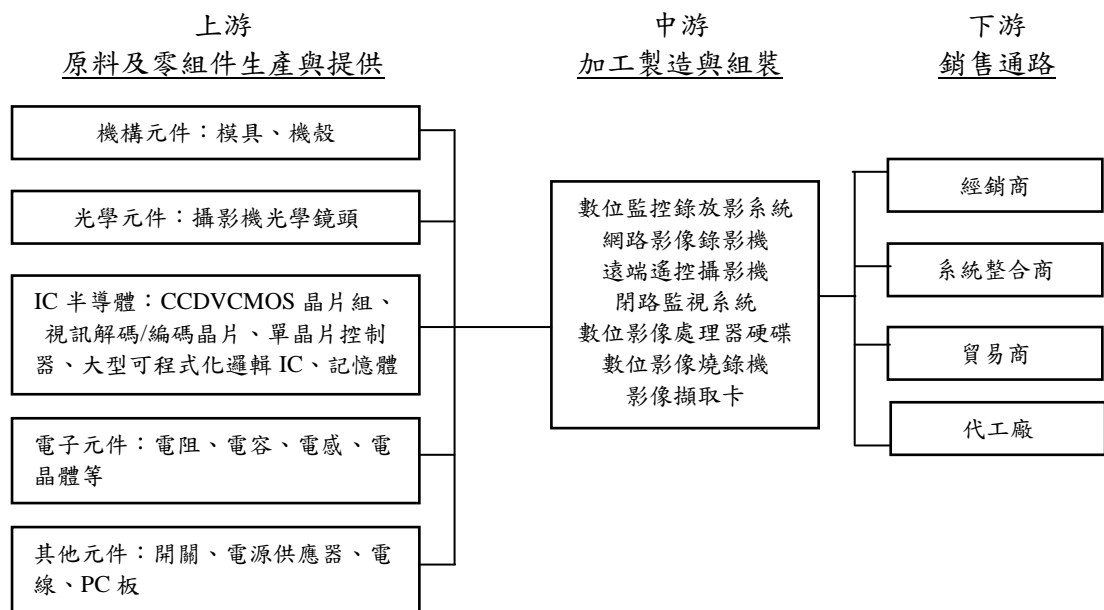 上游
原料及零組件生產與提供
機構元件：模具、機殼
光學元件：攝影機光學鏡頭
IC 半導體：CCDVCMOS 晶片組、
視訊解碼/編碼晶片、單晶片控制
器、大型可程式化邏輯 IC、記憶體
電子元件：電阻、電容、電感、電
晶體等
其他元件：開關、電源供應器、電
線、PC 板
中游
加工製造與組裝
數位監控錄放影系統
網路影像錄影機
遠端遙控攝影機
閉路監視系統
數位影像處理器硬碟
數位影像燒錄機
影像擷取卡
下游
銷售通路
經銷商
系統整合商
貿易商
代工廠